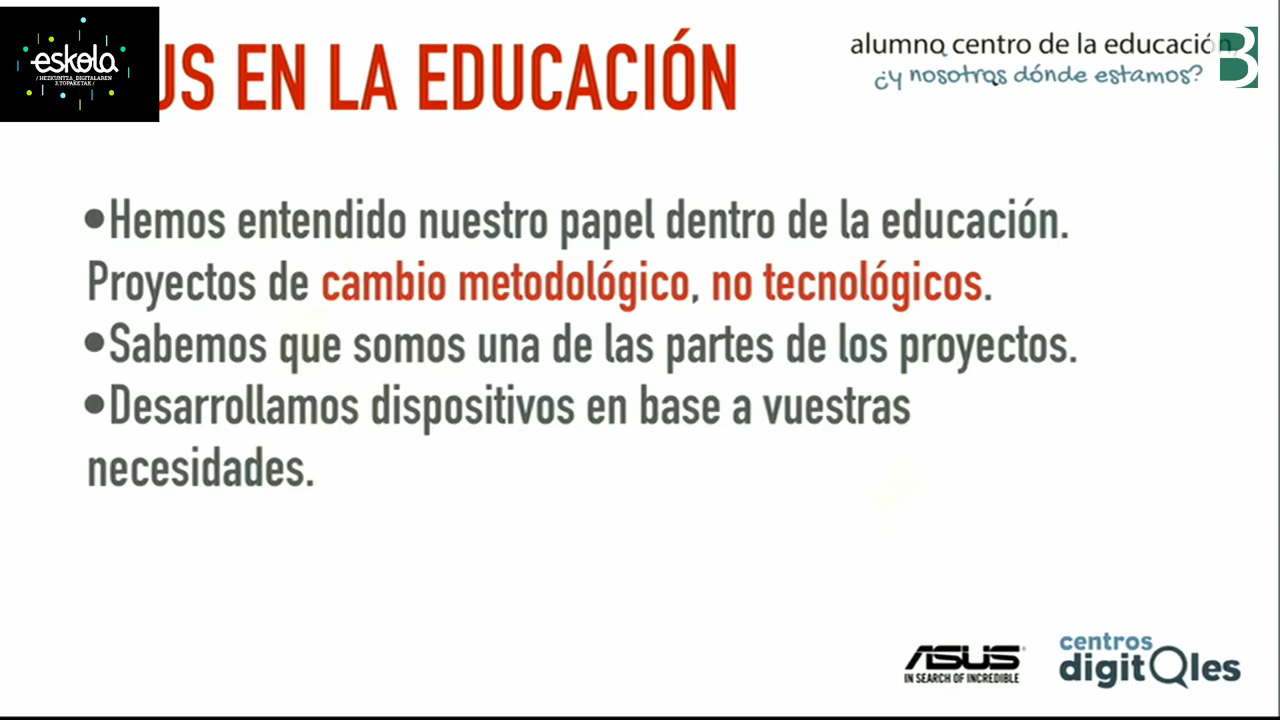 eskola
/ HEZKUNTZA_DIGITALAREN
3.TOPAKETAK /
US EN LA EDUCACIÓN
alumno centro de la educación
¿y nosotros dónde estamos?
B
•Hemos entendido nuestro papel dentro de la educación.
Proyectos de cambio metodológico, no tecnológicos.
•Sabemos que somos una de las partes de los proyectos.
•Desarrollamos dispositivos en base a vuestras
necesidades.
ASUS
IN SEARCH OF INCREDIBLE
centros
digitales